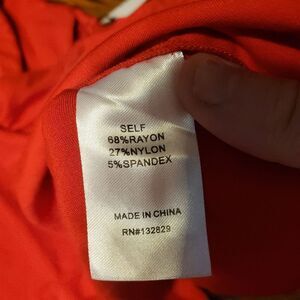 SELF
68%RAYON
27%NYLON
5%SPANDEX
MADE IN CHINA
RN#132829